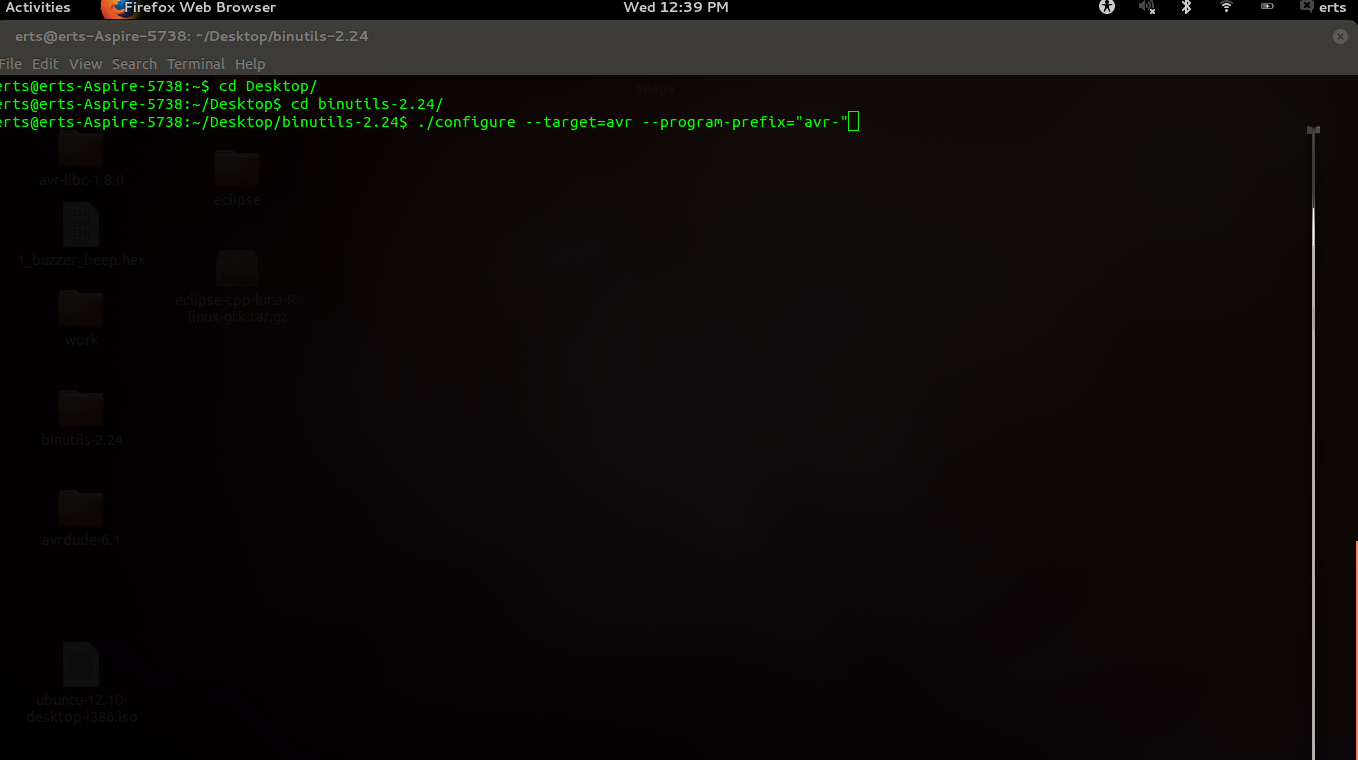 Activities Firefox Web Browser Wed 12:39 PM erts
erts@erts-Aspire-5738: ~/Desktop/binutils-2.24
File Edit View Search Terminal Help
erts@erts-Aspire-5738:~$ cd Desktop/
erts@erts-Aspire-5738:~/Desktop$ cd binutils-2.24/
erts@erts-Aspire-5738:~/Desktop/binutils-2.24$ ./configure --target=avr --program-prefix="avr-"
snaps
avr-libc-1.8.0
eclipse
1_buzzer_beep.hex
eclipse-cpp-luna-R-
linux-gtk.tar.gz
work
binutils-2.24
avrdude-6.1
ubuntu-12.10-
desktop-i386.iso